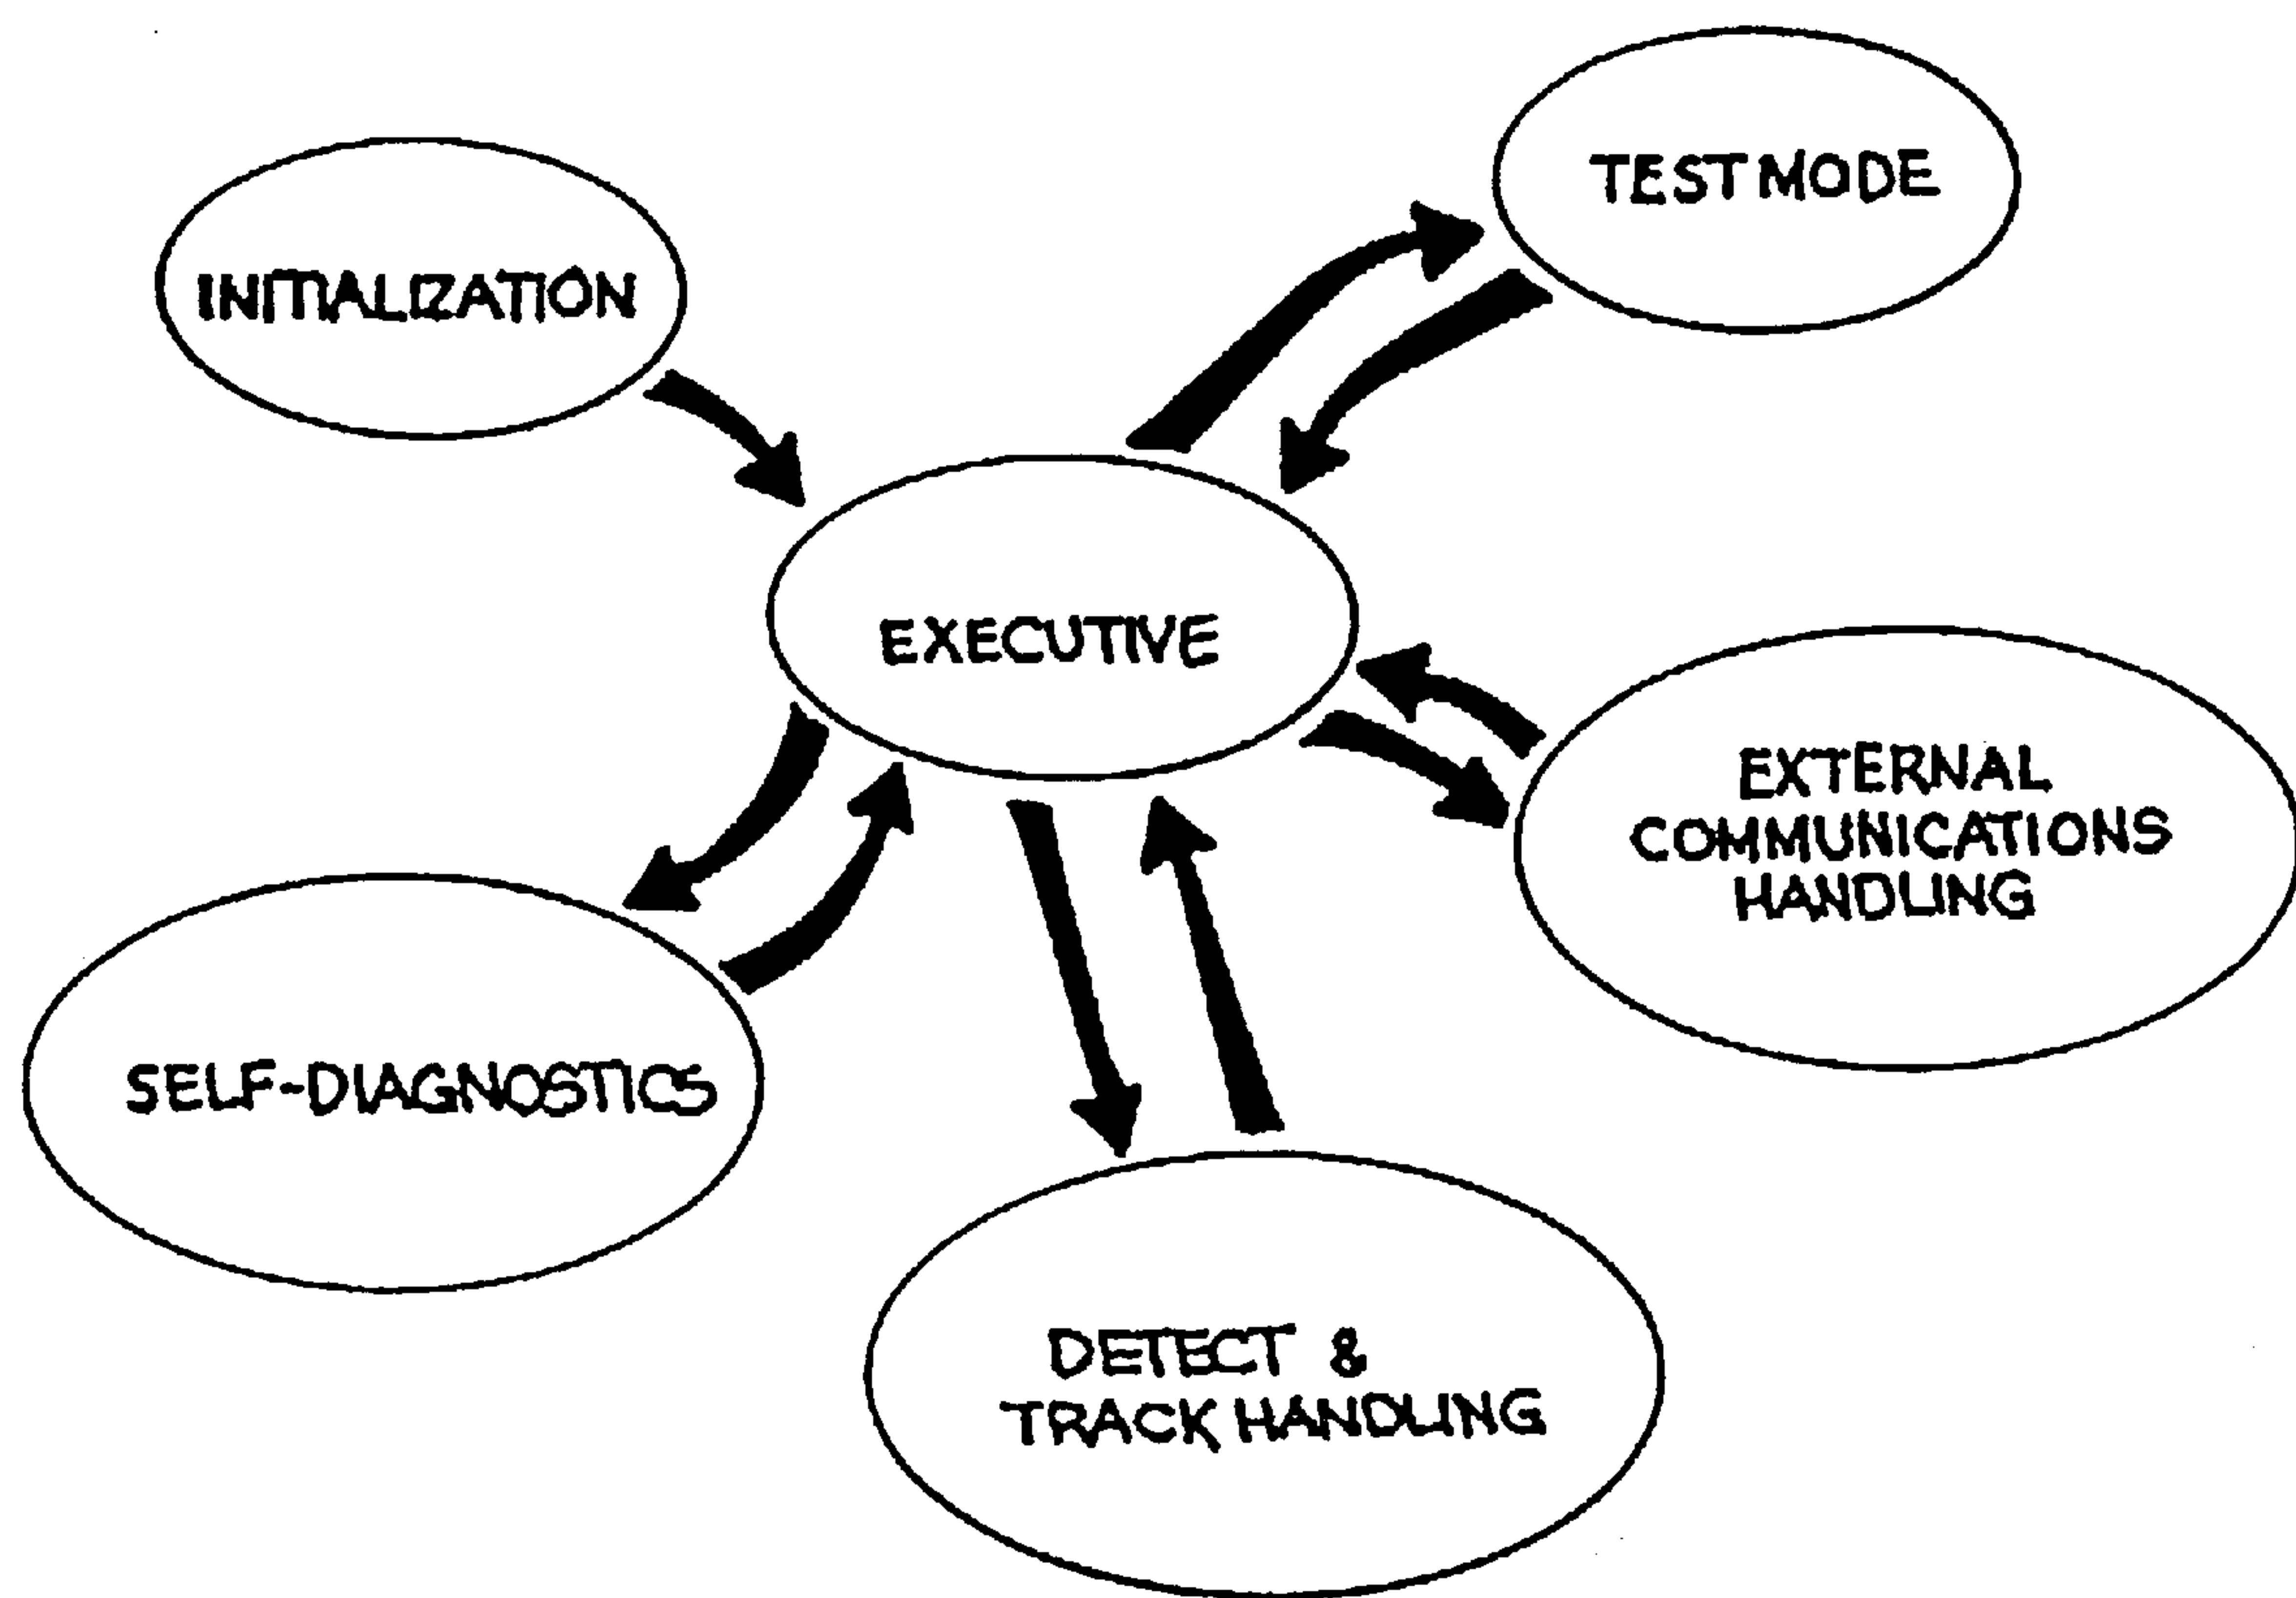 TEST MODE
INITIALIZATION
EXECUTIVE
EXTERNAL
COMMUNICATIONS
HANDLING
SELF-DIAGNOSTICS
DETECT &
TRACK HANDLING